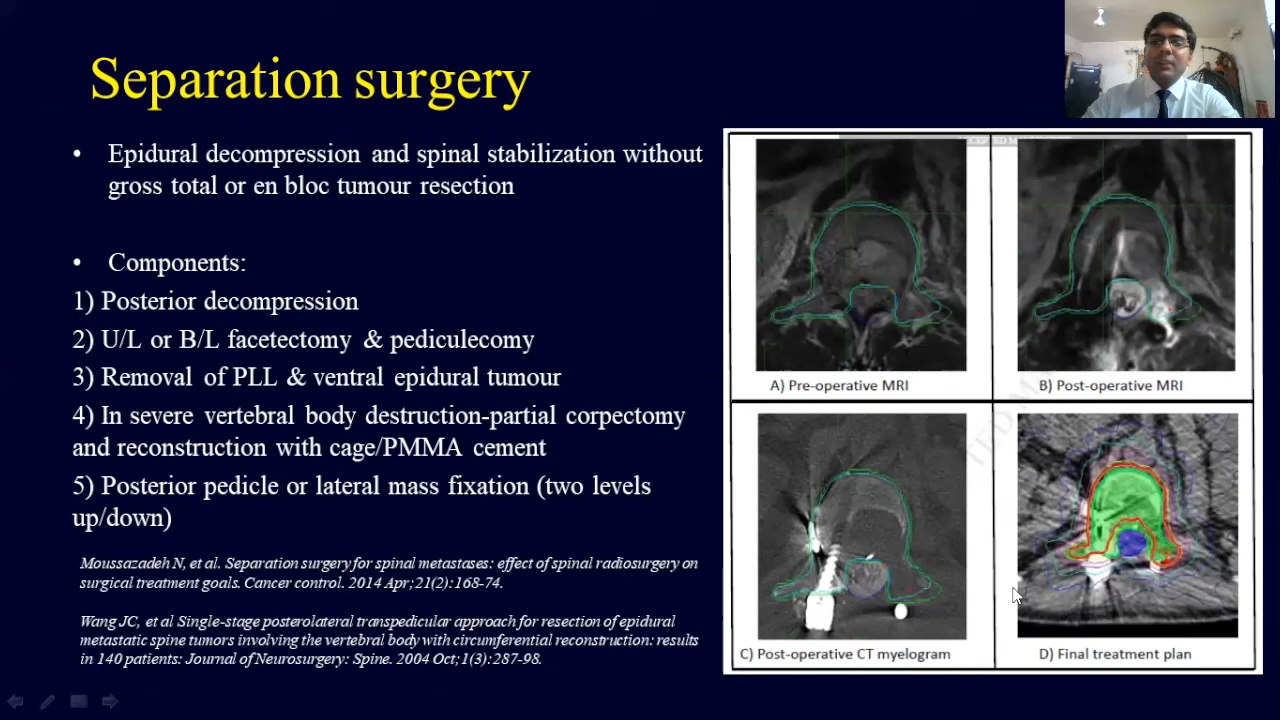 Separation surgery
• Epidural decompression and spinal stabilization without
gross total or en bloc tumour resection
• Components:
1) Posterior decompression
2) U/L or B/L facetectomy & pediculecomy
3) Removal of PLL & ventral epidural tumour
4) In severe vertebral body destruction-partial corpectomy
and reconstruction with cage/PMMA cement
5) Posterior pedicle or lateral mass fixation (two levels
up/down)
Moussazadeh N, et al. Separation surgery for spinal metastases: effect of spinal radiosurgery on
surgical treatment goals. Cancer control. 2014 Apr;21(2):168-74.
Wang JC, et al Single-stage posterolateral transpedicular approach for resection of epidural
metastatic spine tumors involving the vertebral body with circumferential reconstruction: results
in 140 patients: Journal of Neurosurgery: Spine. 2004 Oct;1(3):287-98.
A) Pre-operative MRI
B) Post-operative MRI
C) Post-operative CT myelogram
D) Final treatment plan